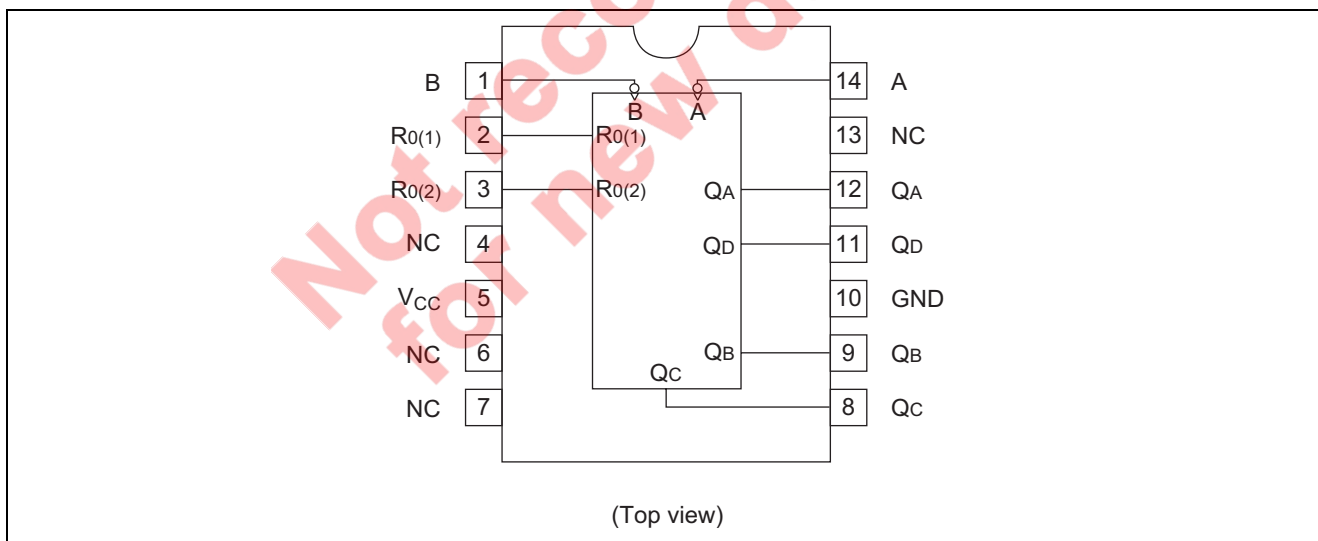 B 1 14 A
B A
R0(1) 2 R0(1) 13 NC
R0(2) 3 R0(2) QA 12 QA
NC 4 QD 11 QD
VCC 5 10 GND
NC 6 QB 9 QB
QC
NC 7 8 QC
(Top view)
Not reco
for new d